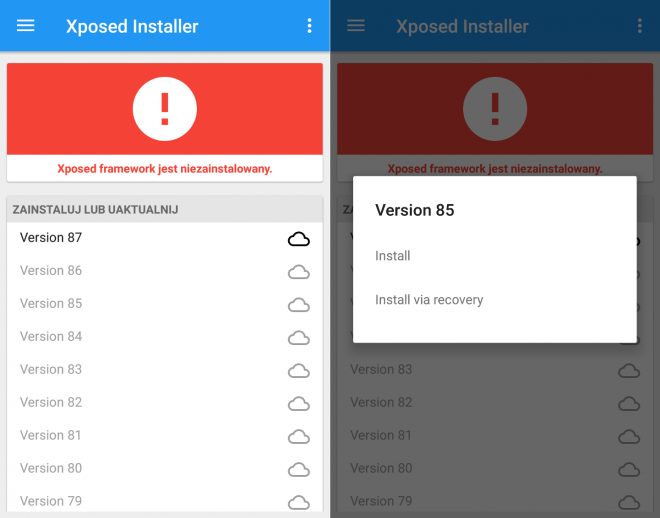 Xposed Installer
Xposed framework jest niezainstalowany.
ZAINSTALUJ LUB UAKTUALNIJ
Version 87
Version 86
Version 85
Version 84
Version 83
Version 82
Version 81
Version 80
Version 79
Xposed Installer
Xposed framework jest niezainstalowany.
ZA
Version 85
Install
Install via recovery
Version 83
Version 82
Version 81
Version 80
Version 79